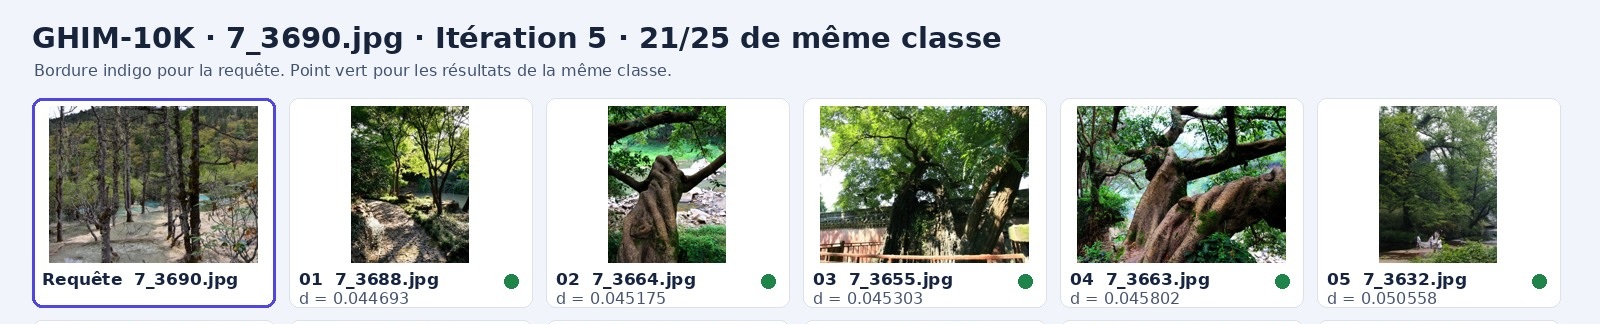 GHIM-10K · 7_3690.jpg · Itération 5 · 21/25 de même classe
Bordure indigo pour la requête. Point vert pour les résultats de la même classe.
Requête 7_3690.jpg
01 7_3688.jpg
d = 0.044693
02 7_3664.jpg
d = 0.045175
03 7_3655.jpg
d = 0.045303
04 7_3663.jpg
d = 0.045802
05 7_3632.jpg
d = 0.050558